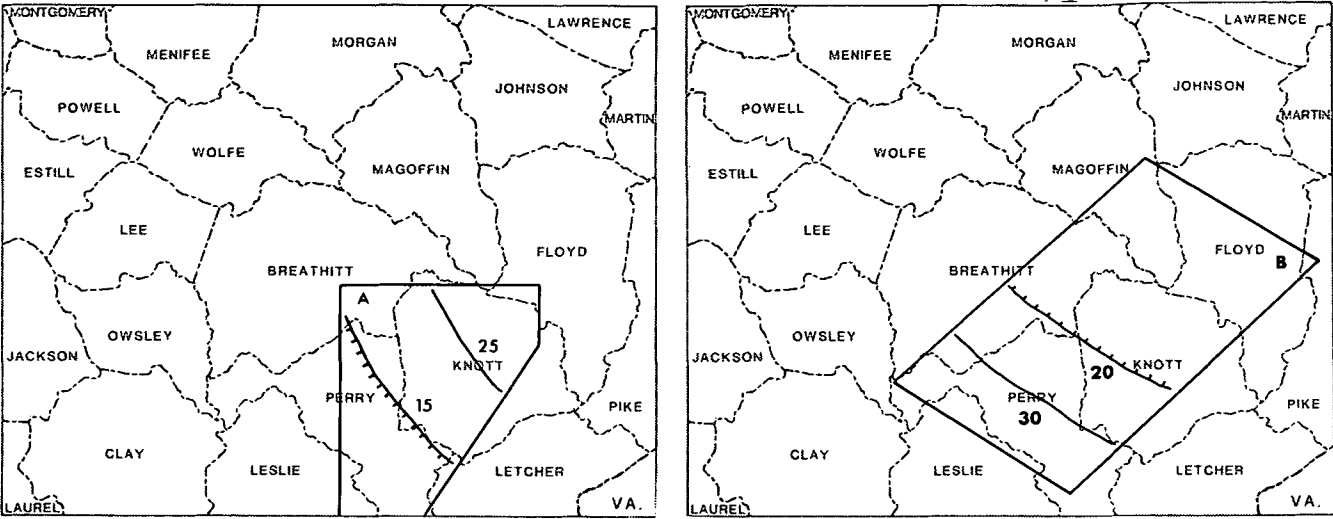 MONTGOMERY
LAWRENCE
MENIFEE
MORGAN
JOHNSON
POWELL
MARTIN
WOLFE
ESTILL
MAGOFFIN
LEE
FLOYD
BREATHITT
A
OWSLEY
25
JACKSON
KNOTT
PERRY
15
PIKE
CLAY
LESLIE
LETCHER
LAUREL
VA.
MONTGOMERY
LAWRENCE
MENIFEE
MORGAN
JOHNSON
POWELL
MARTIN
WOLFE
ESTILL
MAGOFFIN
LEE
FLOYD
B
BREATHITT
OWSLEY
JACKSON
KNOTT
20
PERRY
30
PIKE
CLAY
LESLIE
LETCHER
LAUREL
VA.